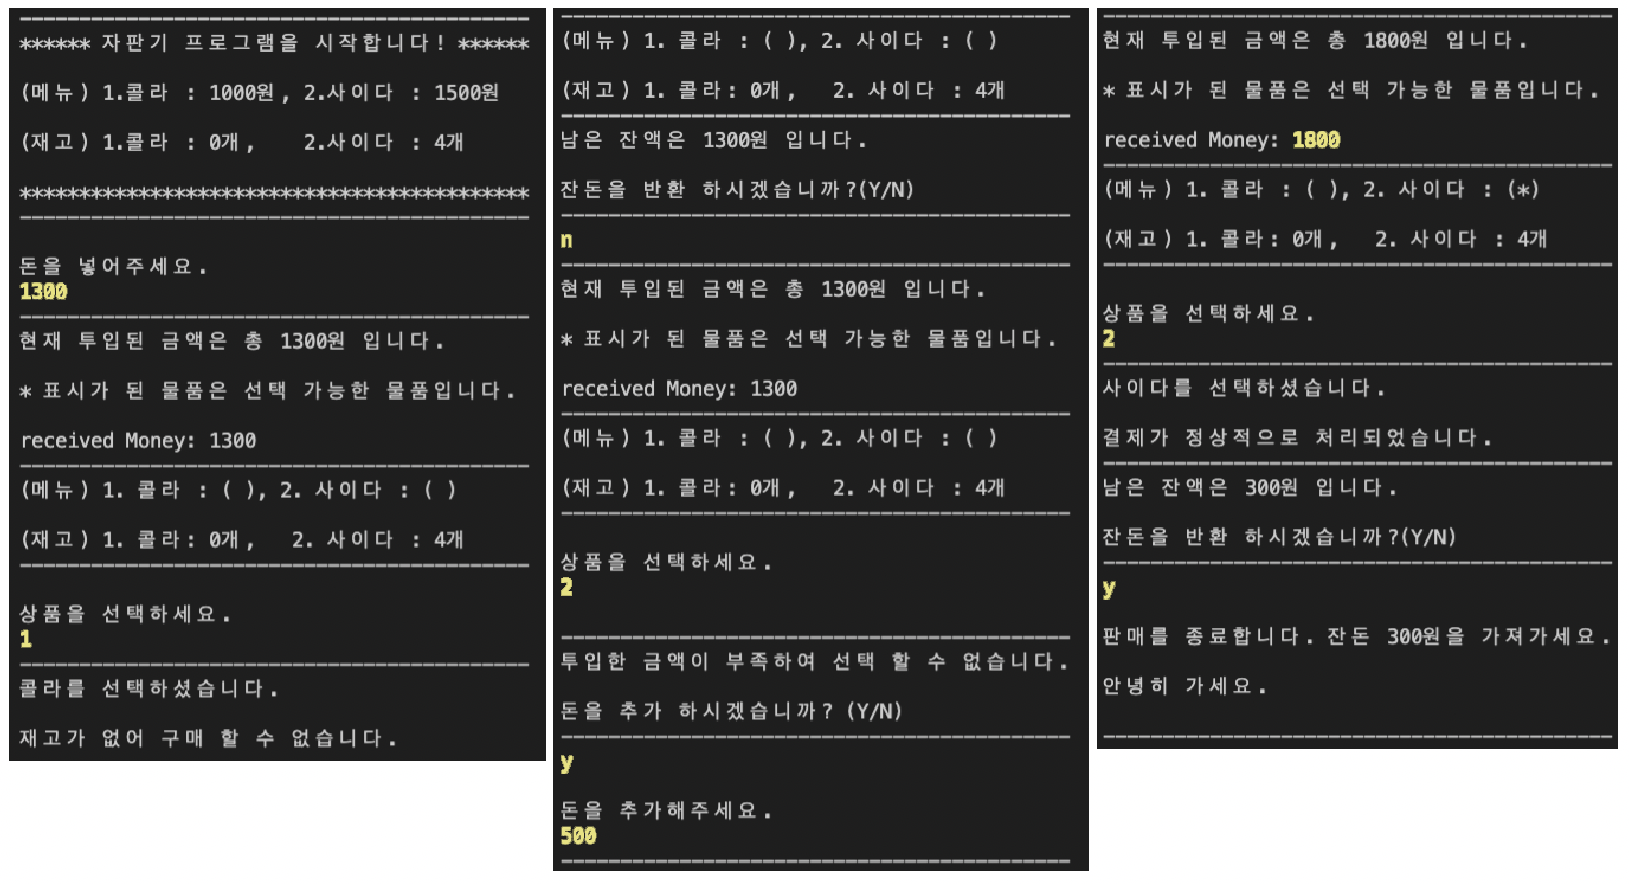 ****** 자판기 프로그램을 시작합니다! ******
(메뉴) 1.콜라 : 1000원, 2.사이다 : 1500원
(재고) 1.콜라 : 0개, 2.사이다 : 4개
*******************************************
돈을 넣어주세요.
1300
현재 투입된 금액은 총 1300원 입니다.
* 표시가 된 물품은 선택 가능한 물품입니다.
received Money: 1300
(메뉴) 1. 콜라 : ( ), 2. 사이다 : ( )
(재고) 1. 콜라: 0개, 2. 사이다 : 4개
상품을 선택하세요.
1
콜라를 선택하셨습니다.
재고가 없어 구매 할 수 없습니다.
(메뉴) 1. 콜라 : ( ), 2. 사이다 : ( )
(재고) 1. 콜라: 0개, 2. 사이다 : 4개
남은 잔액은 1300원 입니다.
잔돈을 반환 하시겠습니까?(Y/N)
n
현재 투입된 금액은 총 1300원 입니다.
* 표시가 된 물품은 선택 가능한 물품입니다.
received Money: 1300
(메뉴) 1. 콜라 : ( ), 2. 사이다 : ( )
(재고) 1. 콜라: 0개, 2. 사이다 : 4개
상품을 선택하세요.
2
투입한 금액이 부족하여 선택 할 수 없습니다.
돈을 추가 하시겠습니까? (Y/N)
y
돈을 추가해주세요.
500
현재 투입된 금액은 총 1800원 입니다.
* 표시가 된 물품은 선택 가능한 물품입니다.
received Money: 1800
(메뉴) 1. 콜라 : ( ), 2. 사이다 : (*)
(재고) 1. 콜라: 0개, 2. 사이다 : 4개
상품을 선택하세요.
2
사이다를 선택하셨습니다.
결제가 정상적으로 처리되었습니다.
남은 잔액은 300원 입니다.
잔돈을 반환 하시겠습니까?(Y/N)
y
판매를 종료합니다. 잔돈 300원을 가져가세요.
안녕히 가세요.